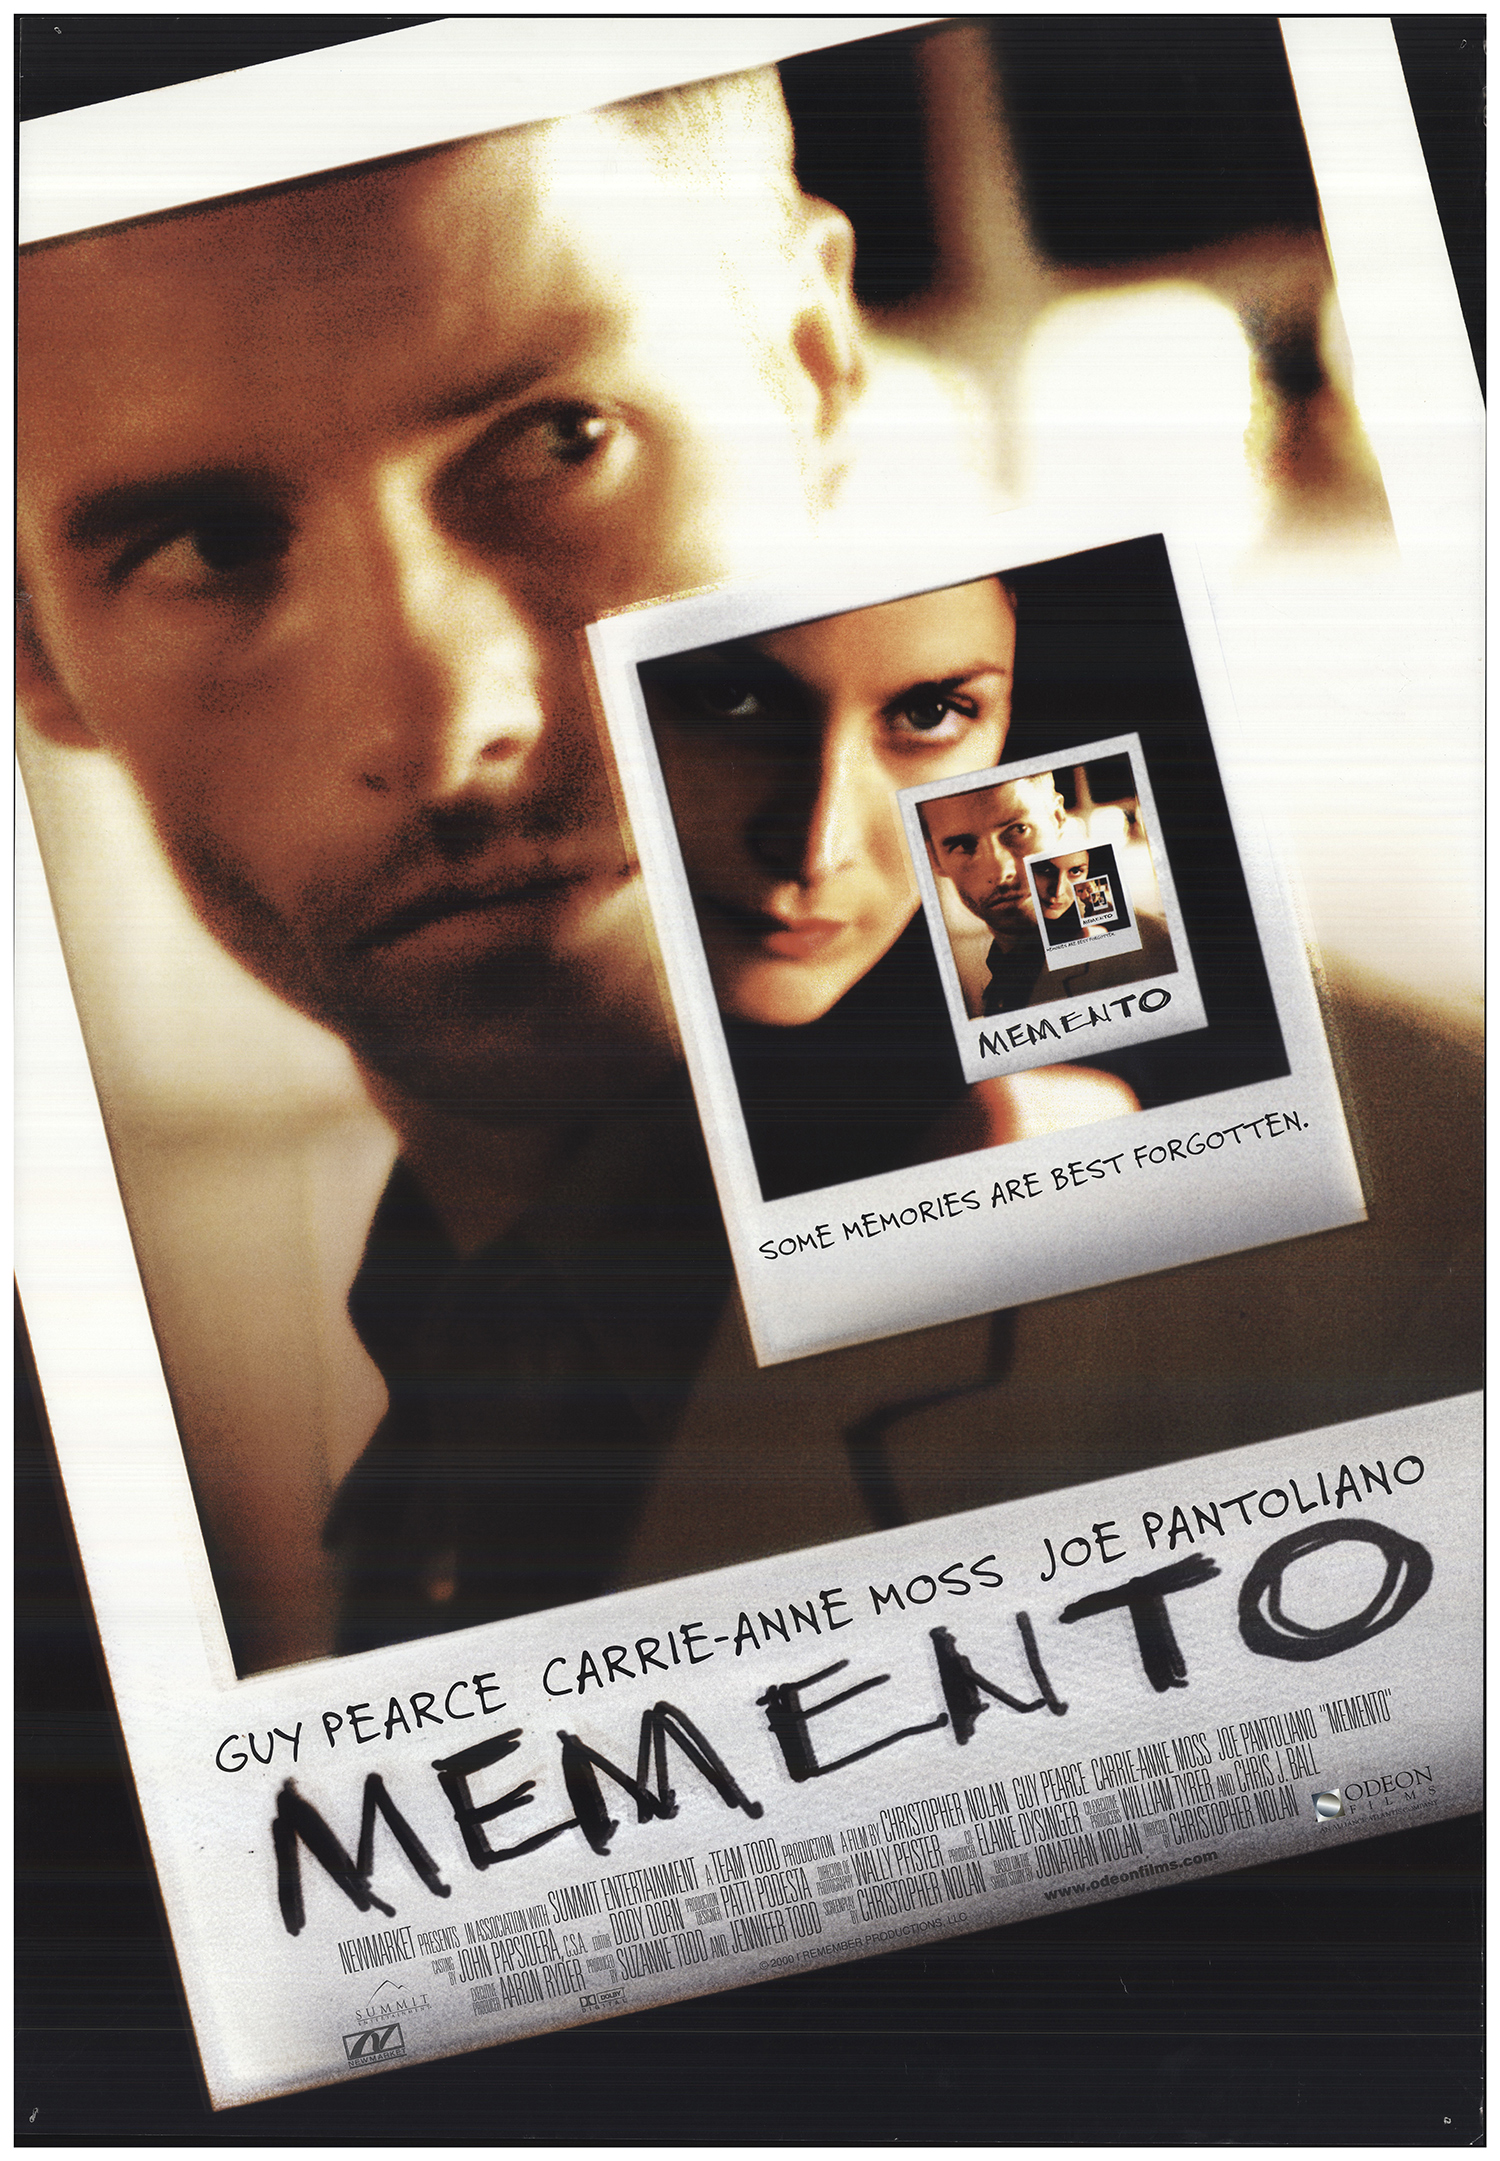 SOME MEMORIES ARE BEST FORGOTTEN.
MEMENTO
MEMENTO
MEMORIES ARE BEST FORGOTTEN.
GUY PEARCE CARRIE-ANNE MOSS JOE PANTOLIANO
MEMENTO
NEWMARKET PRESENTS IN ASSOCIATION WITH SUMMIT ENTERTAINMENT A TEAM TODD PRODUCTION A FILM BY CHRISTOPHER NOLAN GUY PEARCE CARRIE-ANNE MOSS JOE PANTOLIANO "MEMENTO"
CASTING BY JOHN PAPSIDERA, C.S.A. EDITOR DODY DORN PRODUCTION DESIGNER PATTI PODESTA DIRECTOR OF PHOTOGRAPHY WALLY PFISTER CO-PRODUCER ELAINE DYSINGER EXECUTIVE PRODUCERS WILLIAM TYRER AND CHRIS J. BALL
EXECUTIVE PRODUCER AARON RYDER PRODUCED BY SUZANNE TODD AND JENNIFER TODD SCREENPLAY BY CHRISTOPHER NOLAN BASED ON THE SHORT STORY BY JONATHAN NOLAN DIRECTED BY CHRISTOPHER NOLAN
ODEON
FILMS
SUMMIT
ENTERTAINMENT
DOLBY
DIGITAL
© 2000 I REMEMBER PRODUCTIONS, LLC
www.odeonfilms.com
NEWMARKET